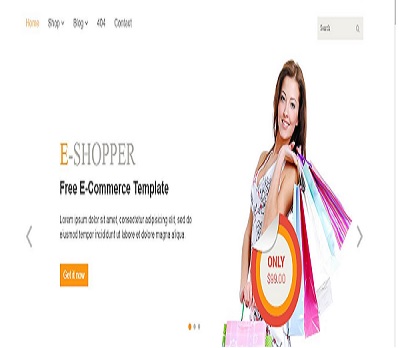 Home Shop Blog 404 Contact
Search
E-SHOPPER
Free E-Commerce Template
Lorem ipsum dolor sit amet, consectetur adipisicing elit, sed do
eiusmod tempor incididunt ut labore et dolore magna aliqua.
Get it now
ONLY
$99.00